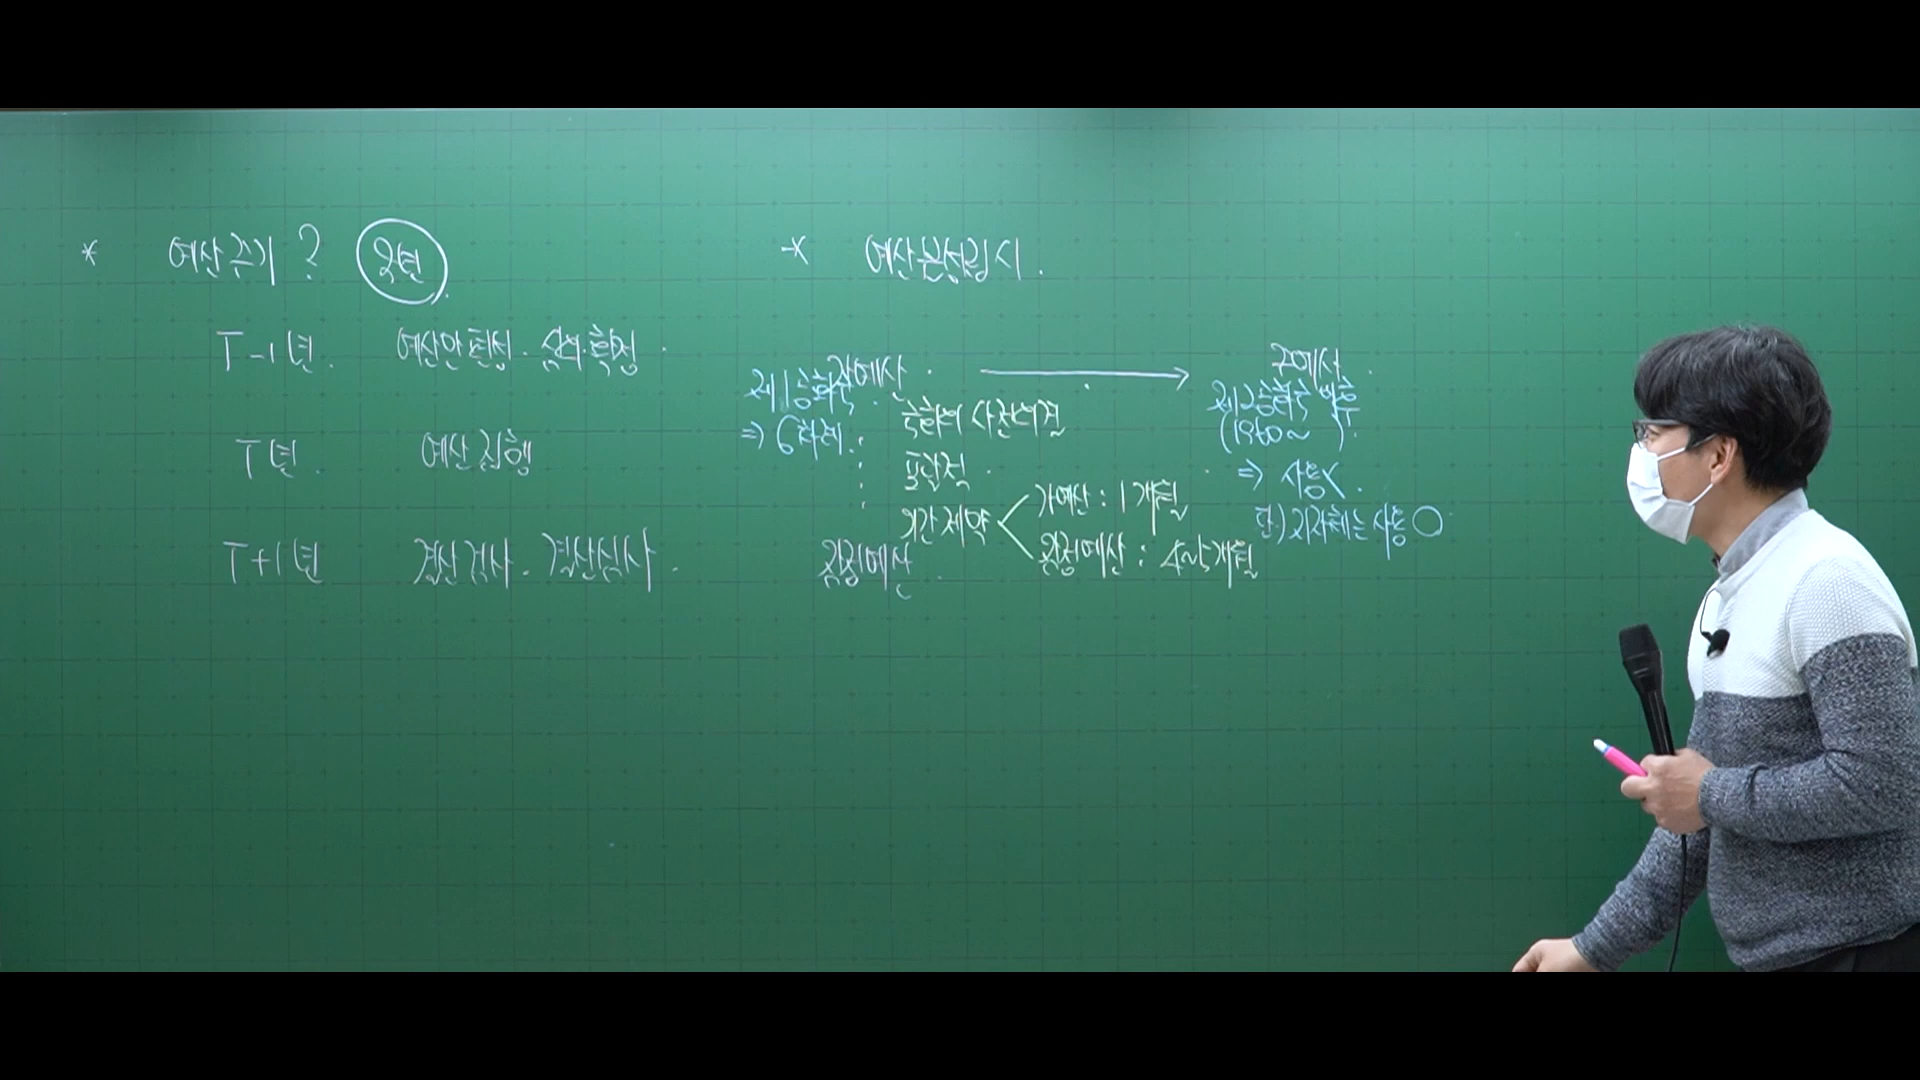 * 예산주기? 3년.
T-1년. 예산안편성. 심의·확정.
T년. 예산집행
T+1년 결산검사. 결산심사.
* 예산불성립시.
가예산. → 준예산.
제1공화국.
⇒ 6차례.
국회의 사전의결
포괄적.
기간제약
가예산 : 1개월
잠정예산 : 4~5개월
잠정예산.
제2공화국 이후
(1960~ ).
⇒ 사용X.
단.) 지자체는 사용○